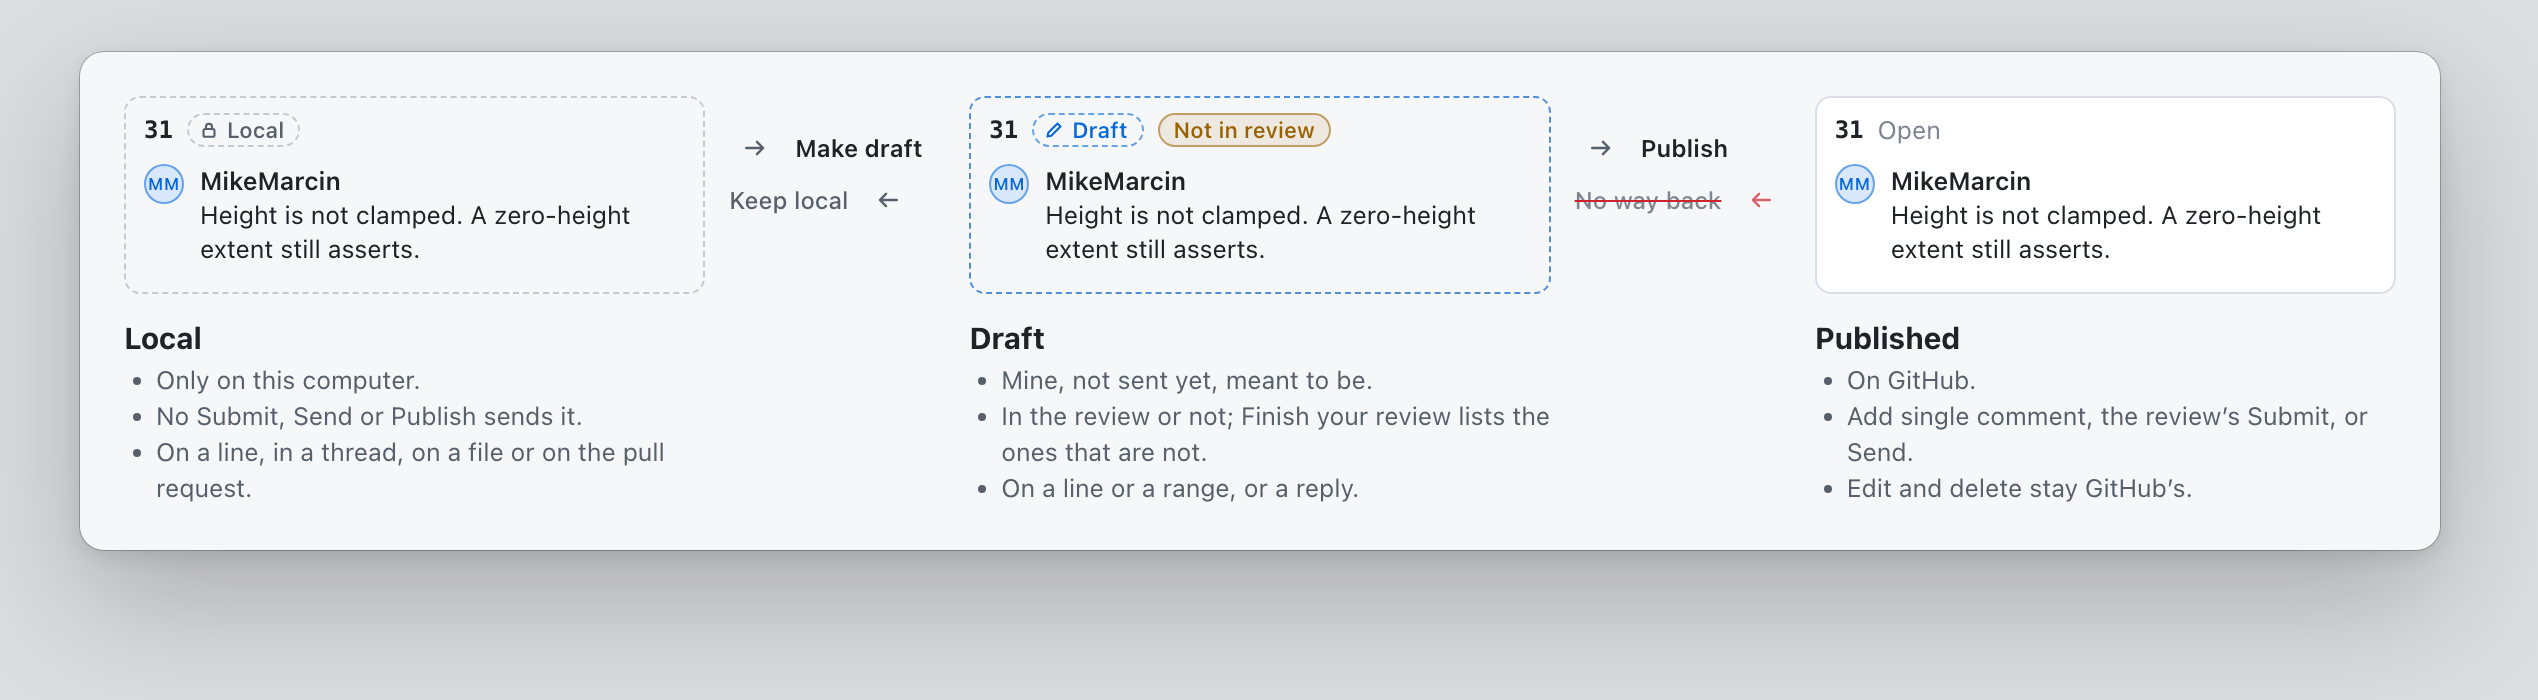 31 Local
MM MikeMarcin
Height is not clamped. A zero-height
extent still asserts.
→ Make draft
Keep local ←
31 Draft Not in review
MM MikeMarcin
Height is not clamped. A zero-height
extent still asserts.
→ Publish
No way back ←
31 Open
MM MikeMarcin
Height is not clamped. A zero-height
extent still asserts.
Local
• Only on this computer.
• No Submit, Send or Publish sends it.
• On a line, in a thread, on a file or on the pull
request.
Draft
• Mine, not sent yet, meant to be.
• In the review or not; Finish your review lists the
ones that are not.
• On a line or a range, or a reply.
Published
• On GitHub.
• Add single comment, the review’s Submit, or
Send.
• Edit and delete stay GitHub’s.